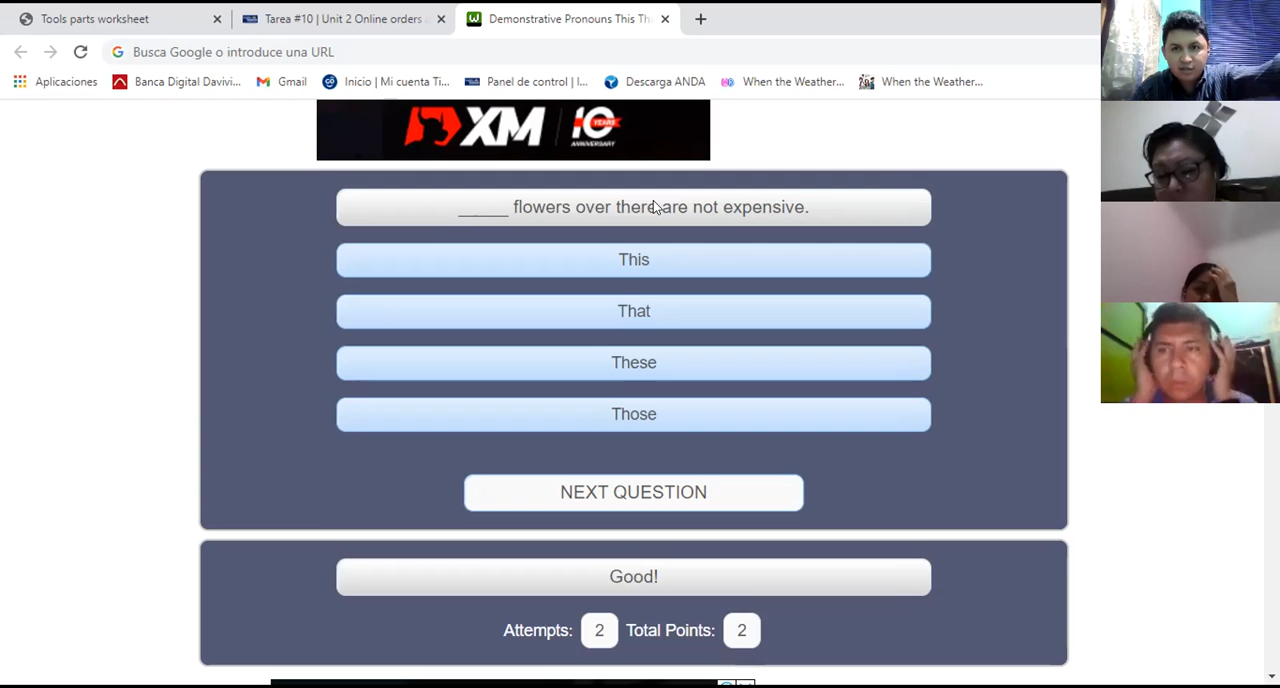 Tools parts worksheet
Tarea #10 | Unit 2 Online orders
Demonstrative Pronouns This Th
Busca Google o introduce una URL
Aplicaciones
Banca Digital Davivi...
Gmail
Inicio | Mi cuenta Ti...
Panel de control | I...
Descarga ANDA
When the Weather...
When the Weather...
XM 10 YEARS ANNIVERSARY
_____ flowers over there are not expensive.
This
That
These
Those
NEXT QUESTION
Good!
Attempts: 2 Total Points: 2